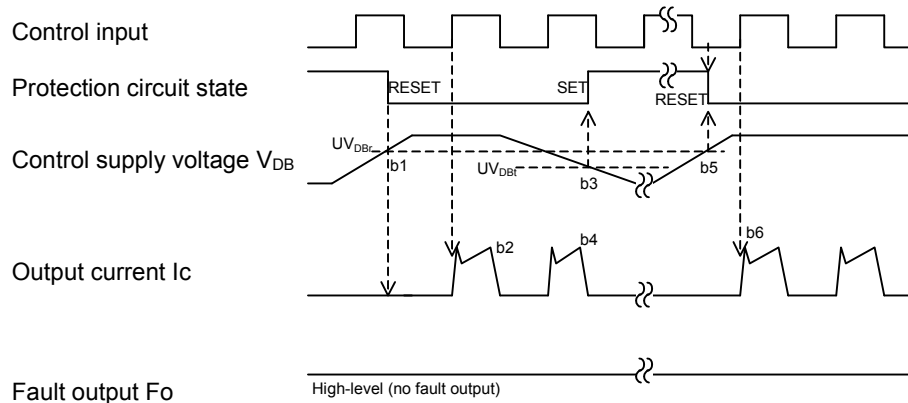 Control input
Protection circuit state
RESET
SET
RESET
Control supply voltage VDB
UVDBr
b1
UVDBt
b3
b5
Output current Ic
b2
b4
b6
Fault output Fo
High-level (no fault output)